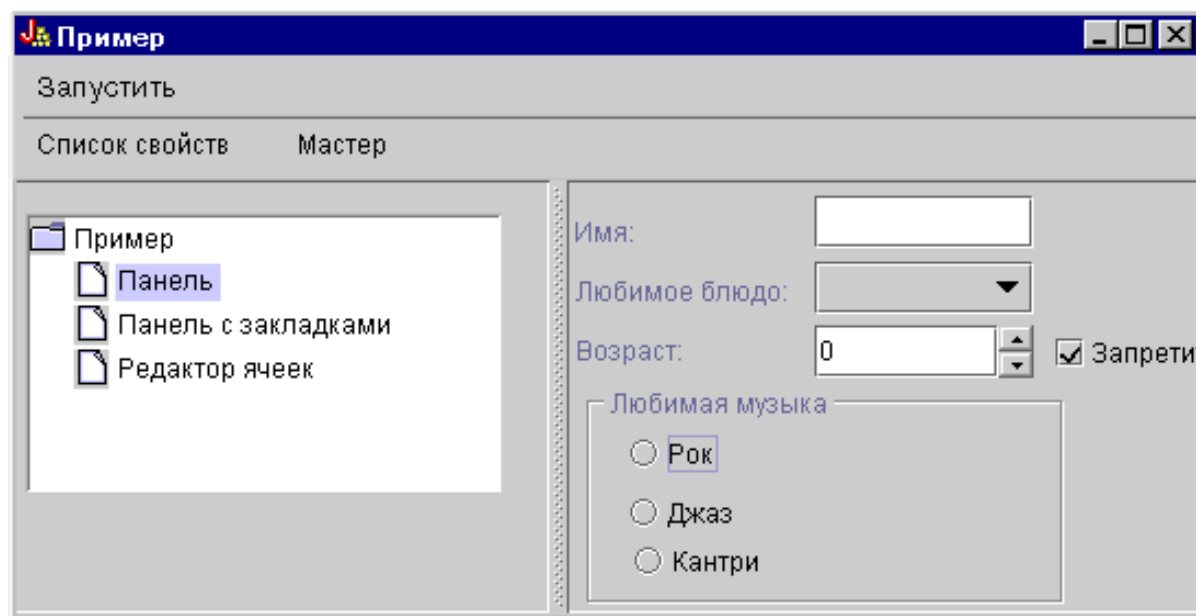 Пример
Запустить
Список свойств Мастер
Пример
Панель
Панель с закладками
Редактор ячеек
Имя:
Любимое блюдо:
Возраст: 0 Запрети
Любимая музыка
Рок
Джаз
Кантри